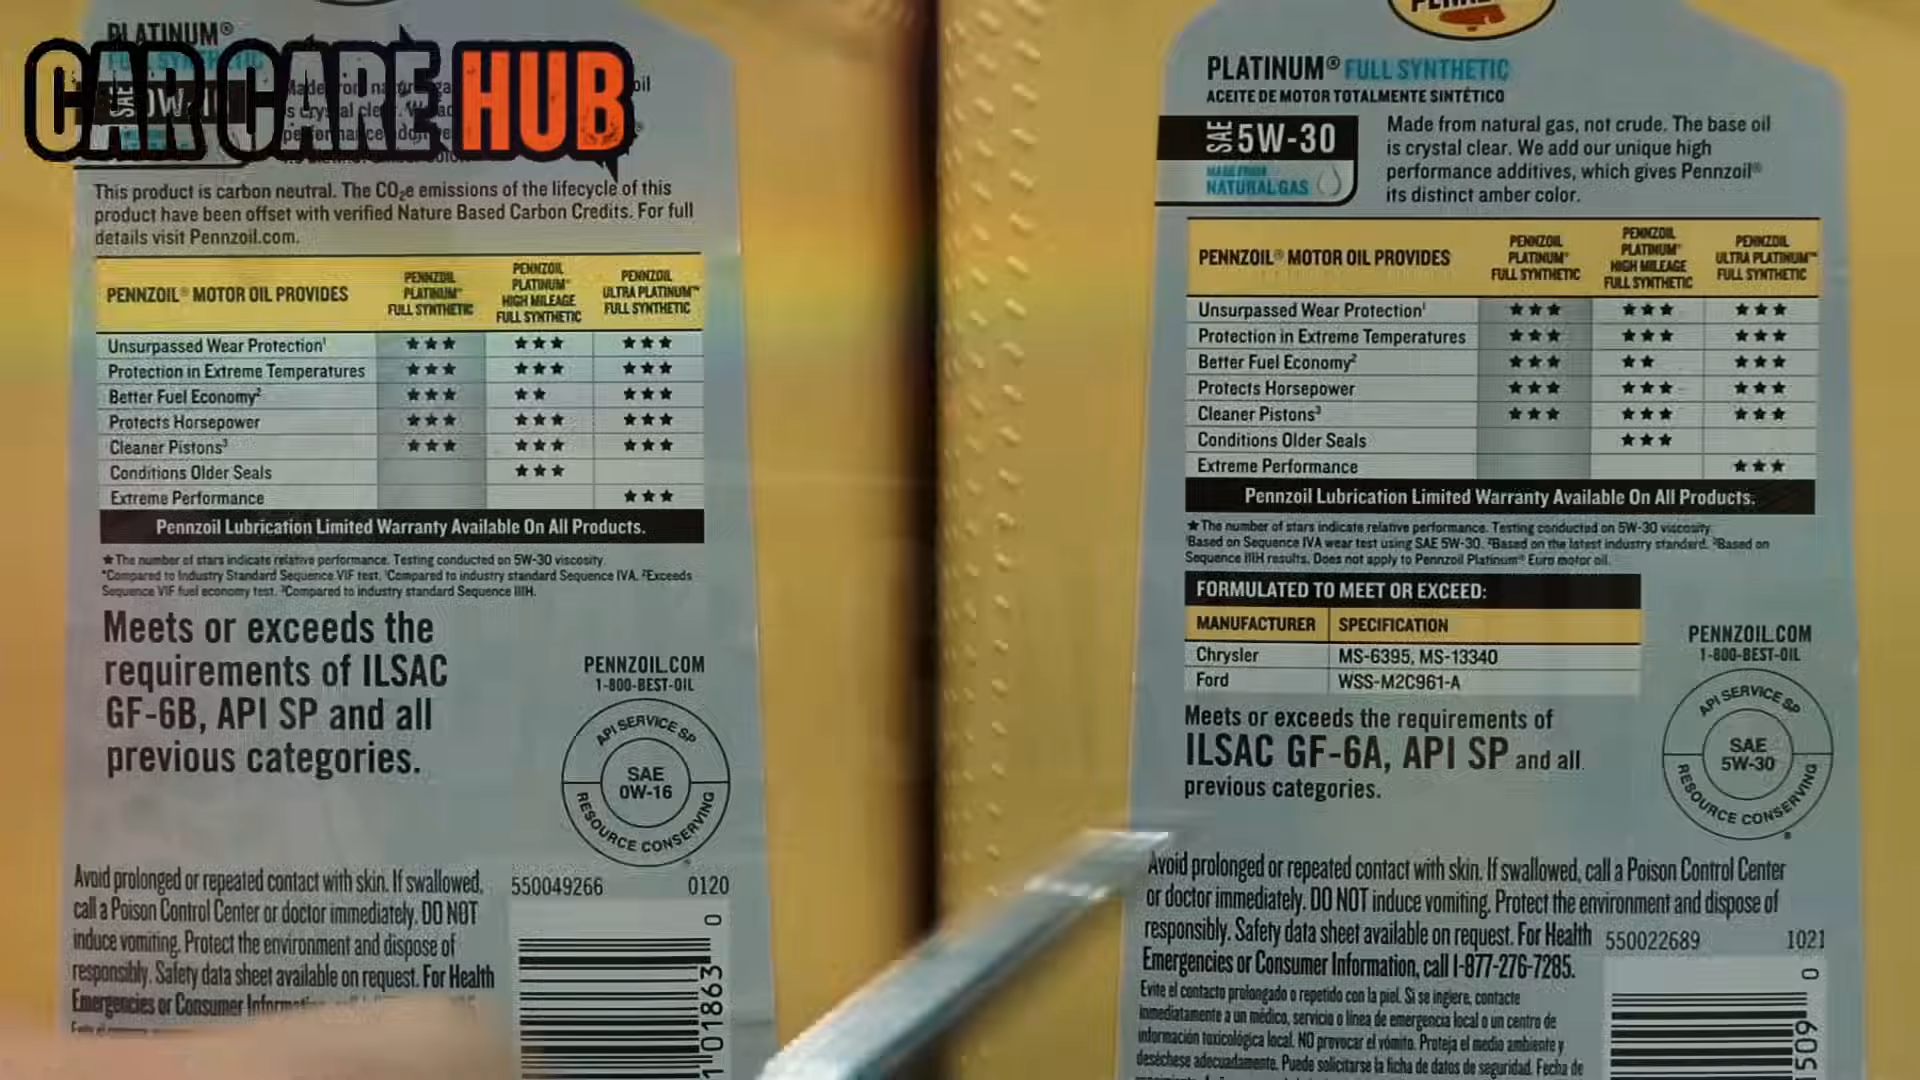 CAR CARE HUB
PLATINUM®
SAE
This product is carbon neutral. The CO₂e emissions of the lifecycle of this
product have been offset with verified Nature Based Carbon Credits. For full
details visit Pennzoil.com.
PENNZOIL® MOTOR OIL PROVIDES
PENNZOIL
PLATINUM®
FULL SYNTHETIC
PENNZOIL
PLATINUM®
HIGH MILEAGE
FULL SYNTHETIC
PENNZOIL
ULTRA PLATINUM™
FULL SYNTHETIC
Unsurpassed Wear Protection¹ ★★★ ★★★ ★★★
Protection in Extreme Temperatures ★★★ ★★★ ★★★
Better Fuel Economy² ★★★ ★★ ★★★
Protects Horsepower ★★★ ★★★ ★★★
Cleaner Pistons³ ★★★ ★★★ ★★★
Conditions Older Seals ★★★
Extreme Performance ★★★
Pennzoil Lubrication Limited Warranty Available On All Products.
★The number of stars indicate relative performance. Testing conducted on 5W-30 viscosity.
*Compared to Industry Standard Sequence VIF test. ¹Compared to industry standard Sequence IVA. ²Exceeds
Sequence VIF fuel economy test. ³Compared to industry standard Sequence IIIH.
Meets or exceeds the
requirements of ILSAC
GF-6B, API SP and all
previous categories.
PENNZOIL.COM
1-800-BEST-OIL
API SERVICE SP
SAE
0W-16
RESOURCE CONSERVING
Avoid prolonged or repeated contact with skin. If swallowed,
call a Poison Control Center or doctor immediately. DO NOT
induce vomiting. Protect the environment and dispose of
responsibly. Safety data sheet available on request. For Health
Emergencies or Consumer
550049266 0120
1 01863 0
PLATINUM® FULL SYNTHETIC
ACEITE DE MOTOR TOTALMENTE SINTÉTICO
SAE 5W-30
MADE FROM
NATURAL GAS
Made from natural gas, not crude. The base oil
is crystal clear. We add our unique high
performance additives, which gives Pennzoil®
its distinct amber color.
PENNZOIL® MOTOR OIL PROVIDES
PENNZOIL
PLATINUM®
FULL SYNTHETIC
PENNZOIL
PLATINUM®
HIGH MILEAGE
FULL SYNTHETIC
PENNZOIL
ULTRA PLATINUM™
FULL SYNTHETIC
Unsurpassed Wear Protection¹ ★★★ ★★★ ★★★
Protection in Extreme Temperatures ★★★ ★★★ ★★★
Better Fuel Economy² ★★★ ★★ ★★★
Protects Horsepower ★★★ ★★★ ★★★
Cleaner Pistons³ ★★★ ★★★ ★★★
Conditions Older Seals ★★★
Extreme Performance ★★★
Pennzoil Lubrication Limited Warranty Available On All Products.
★The number of stars indicate relative performance. Testing conducted on 5W-30 viscosity.
¹Based on Sequence IVA wear test using SAE 5W-30. ²Based on the latest industry standard. ³Based on
Sequence IIIH results. Does not apply to Pennzoil Platinum® Euro motor oil.
FORMULATED TO MEET OR EXCEED:
MANUFACTURER SPECIFICATION
Chrysler MS-6395, MS-13340
Ford WSS-M2C961-A
Meets or exceeds the requirements of
ILSAC GF-6A, API SP and all
previous categories.
PENNZOIL.COM
1-800-BEST-OIL
API SERVICE SP
SAE
5W-30
RESOURCE CONSERVING
Avoid prolonged or repeated contact with skin. If swallowed, call a Poison Control Center
or doctor immediately. DO NOT induce vomiting. Protect the environment and dispose of
responsibly. Safety data sheet available on request. For Health
Emergencies or Consumer Information, call 1-877-276-7285.
550022689 1021
Evite el contacto prolongado o repetido con la piel. Si se ingiere, contacte
inmediatamente a un médico, servicio o línea de emergencia local o un centro de
información toxicológica local. NO provocar el vómito. Proteja el medio ambiente y
deséchese adecuadamente. Puede solicitarse la ficha de datos de seguridad. Fecha de
509 0